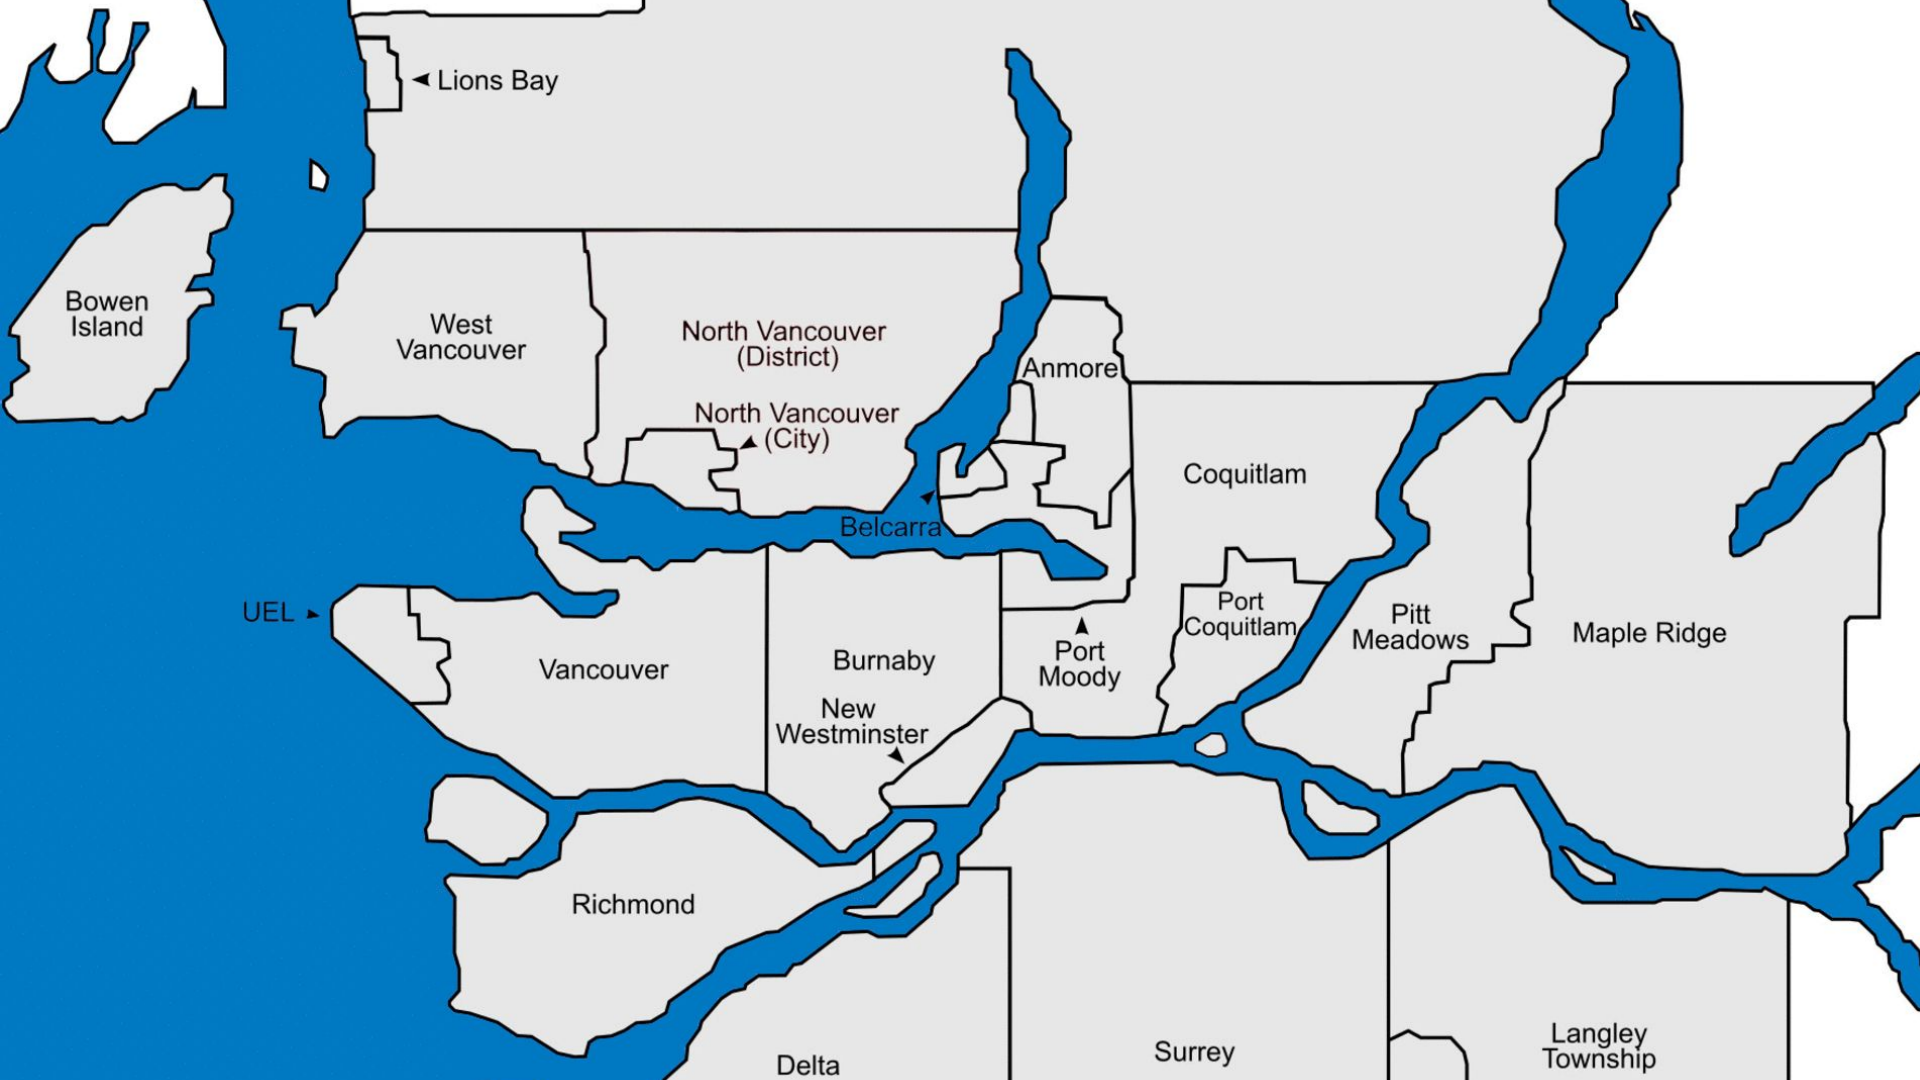 Lions Bay
Bowen
Island
West
Vancouver
North Vancouver
(District)
Anmore
North Vancouver
(City)
Coquitlam
Belcarra
UEL
Port
Coquitlam
Pitt
Meadows
Maple Ridge
Vancouver
Burnaby
Port
Moody
New
Westminster
Richmond
Delta
Surrey
Langley
Township